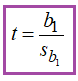 t = b₁ / s_b₁